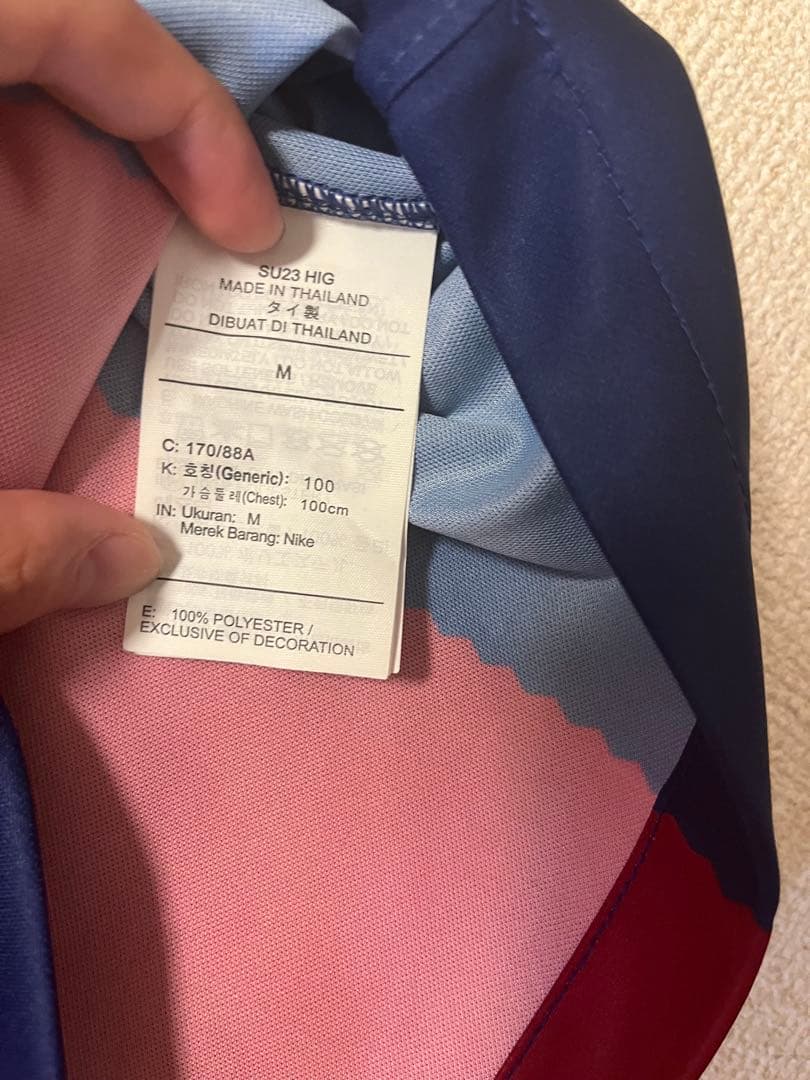 SU23 HIG
MADE IN THAILAND
タイ製
DIBUAT DI THAILAND
M
C: 170/88A
K: 호칭(Generic): 100
가슴둘레(Chest): 100cm
IN: Ukuran: M
Merek Barang: Nike
E: 100% POLYESTER /
EXCLUSIVE OF DECORATION